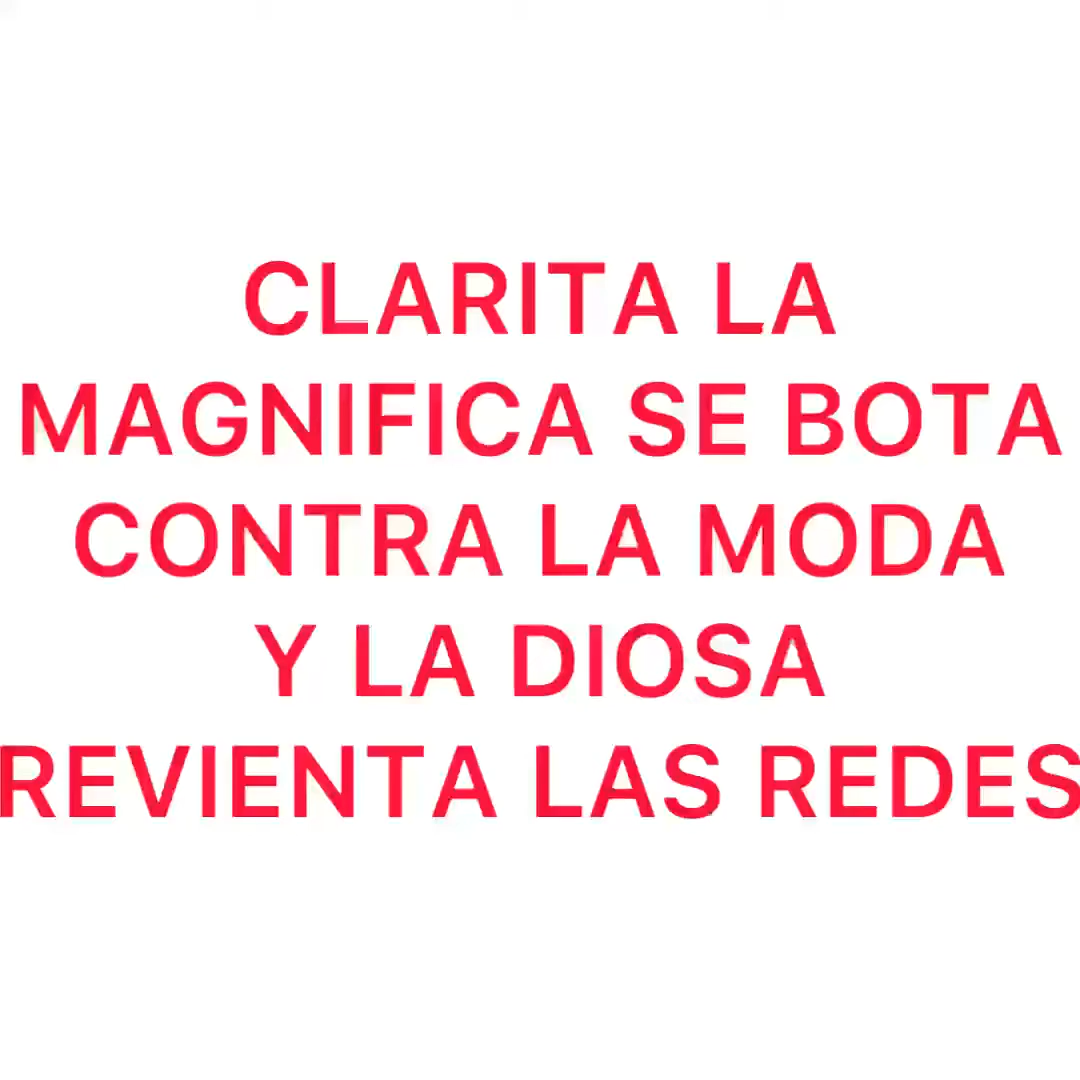 CLARITA LA
MAGNIFICA SE BOTA
CONTRA LA MODA
Y LA DIOSA
REVIENTA LAS REDES